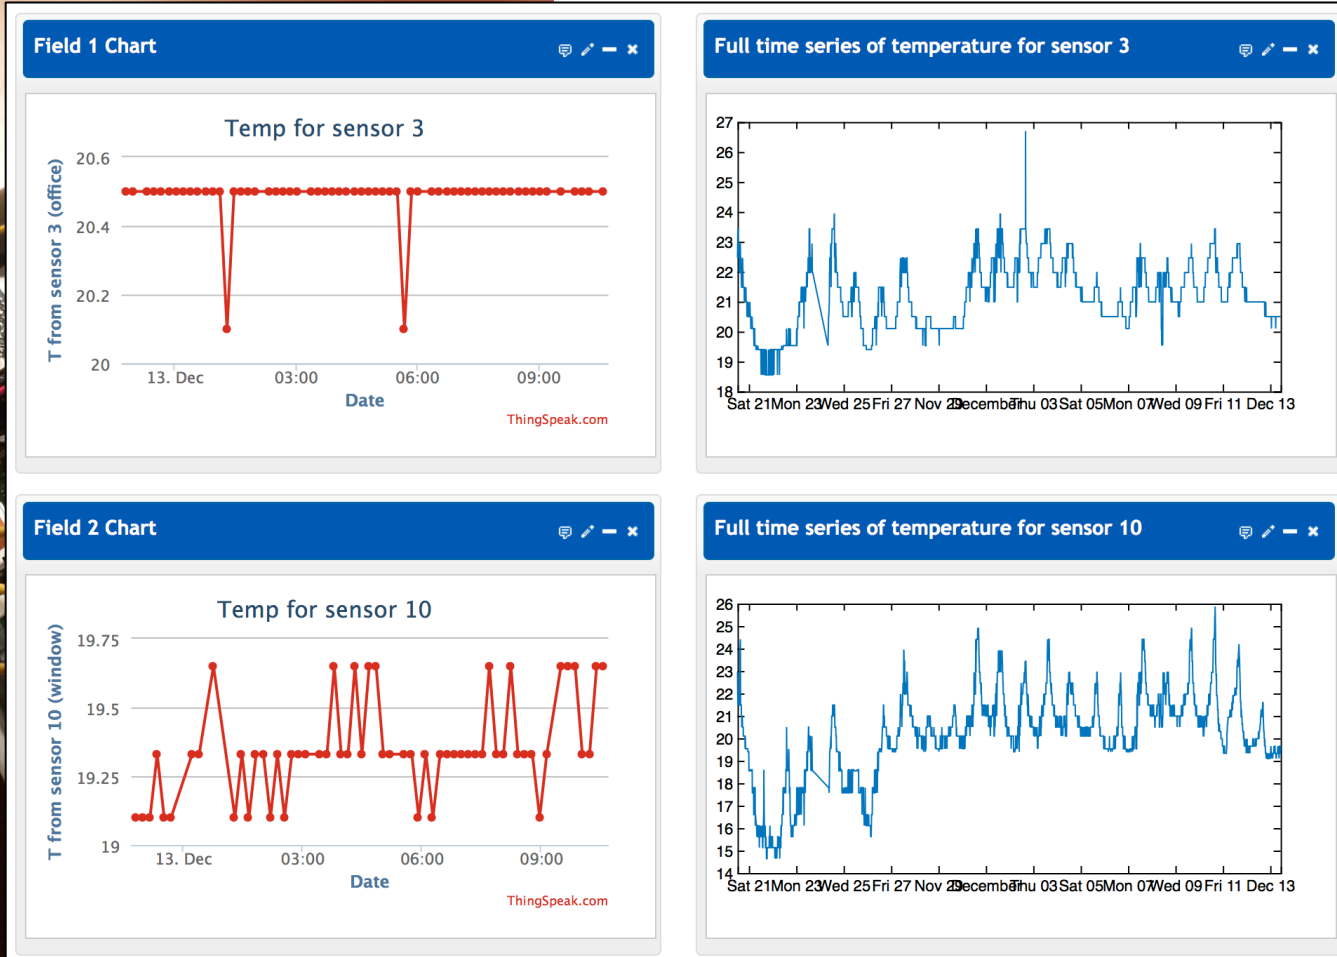 Field 1 Chart
Temp for sensor 3
T from sensor 3 (office)
20.6
20.4
20.2
20
13. Dec 03:00 06:00 09:00
Date
ThingSpeak.com
Full time series of temperature for sensor 3
27
26
25
24
23
22
21
20
19
18
Sat 21 Mon 23 Wed 25 Fri 27 Nov 29 December Thu 03 Sat 05 Mon 07 Wed 09 Fri 11 Dec 13
Field 2 Chart
Temp for sensor 10
T from sensor 10 (window)
19.75
19.5
19.25
19
13. Dec 03:00 06:00 09:00
Date
ThingSpeak.com
Full time series of temperature for sensor 10
26
25
24
23
22
21
20
19
18
17
16
15
14
Sat 21 Mon 23 Wed 25 Fri 27 Nov 29 December Thu 03 Sat 05 Mon 07 Wed 09 Fri 11 Dec 13